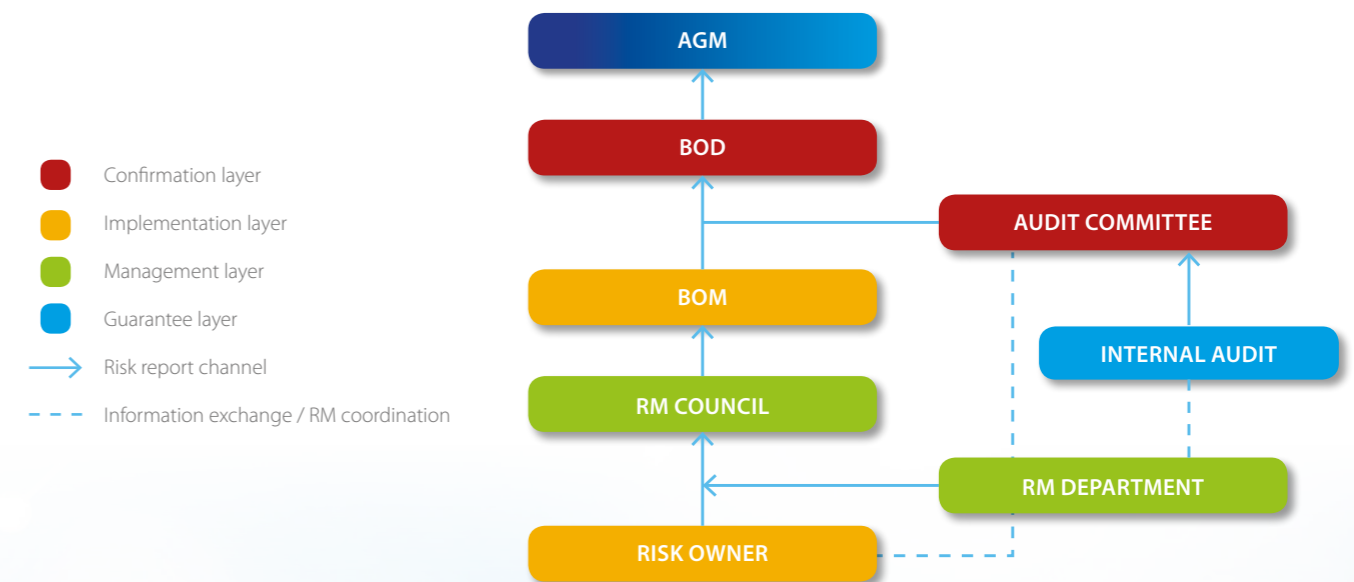 AGM
BOD
Confirmation layer
Implementation layer
Management layer
Guarantee layer
Risk report channel
Information exchange / RM coordination
AUDIT COMMITTEE
BOM
INTERNAL AUDIT
RM COUNCIL
RM DEPARTMENT
RISK OWNER